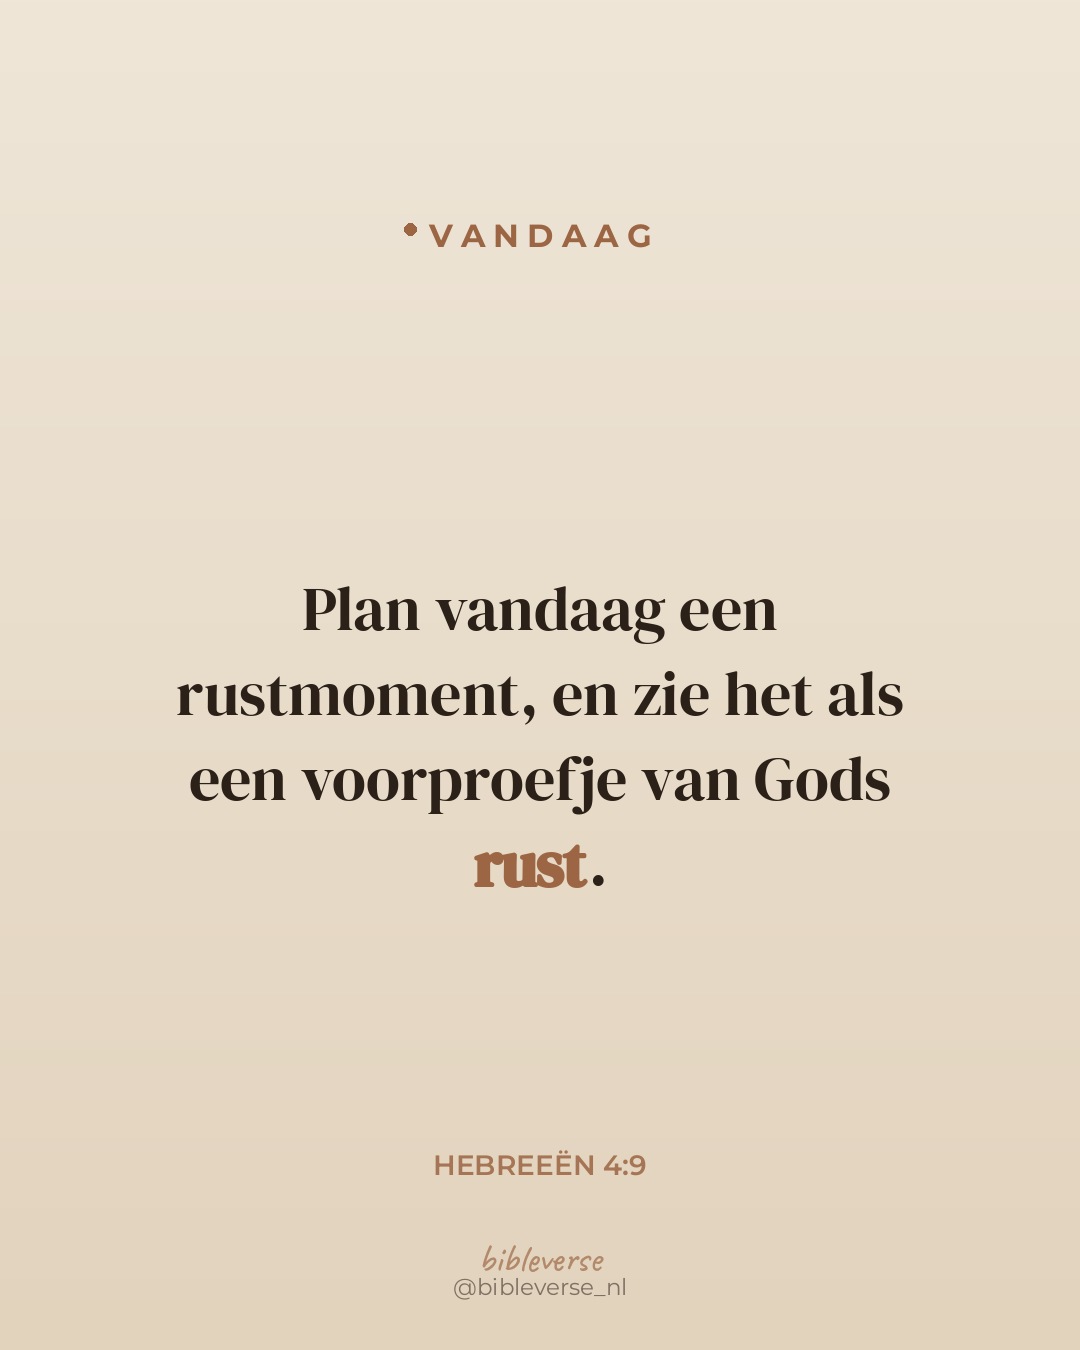 VANDAAG
Plan vandaag een
rustmoment, en zie het als
een voorproefje van Gods
rust.
HEBREEËN 4:9
bibleverse
@bibleverse_nl